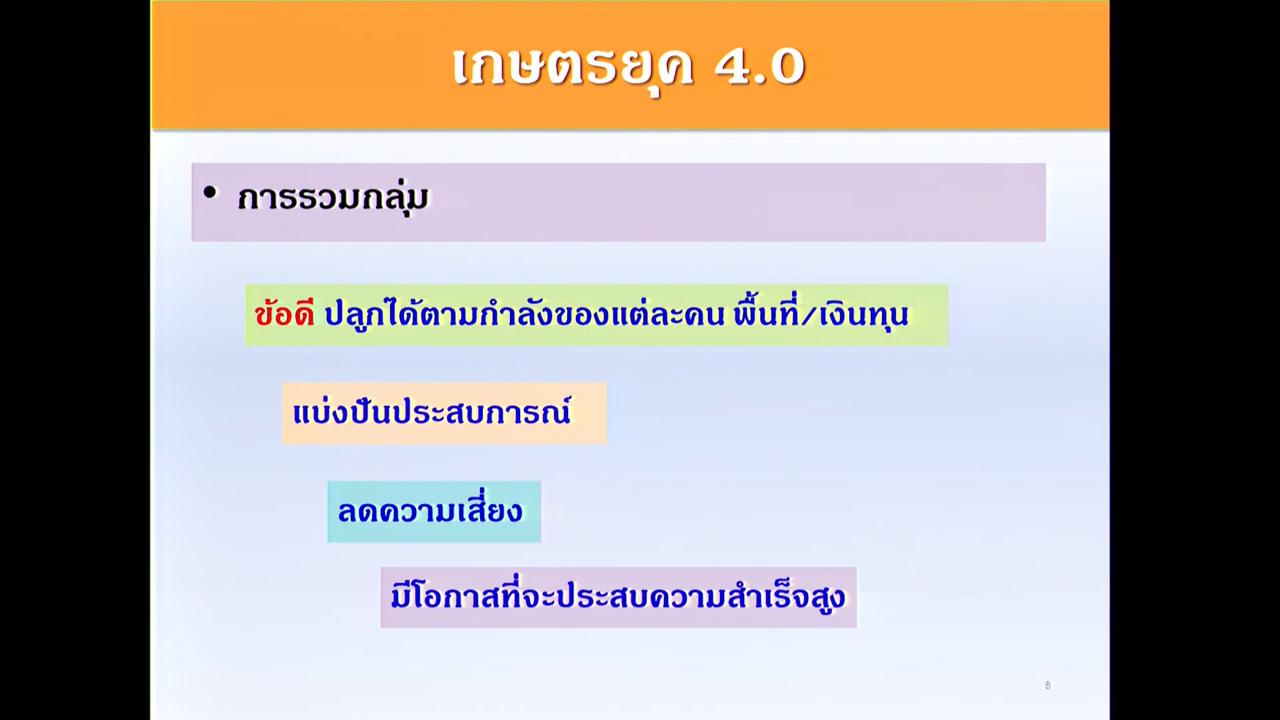 เกษตรยุค 4.0
• การรวมกลุ่ม
ข้อดี ปลูกได้ตามกำลังของแต่ละคน พื้นที่/เงินทุน
แบ่งปันประสบการณ์
ลดความเสี่ยง
มีโอกาสที่จะประสบความสำเร็จสูง
8